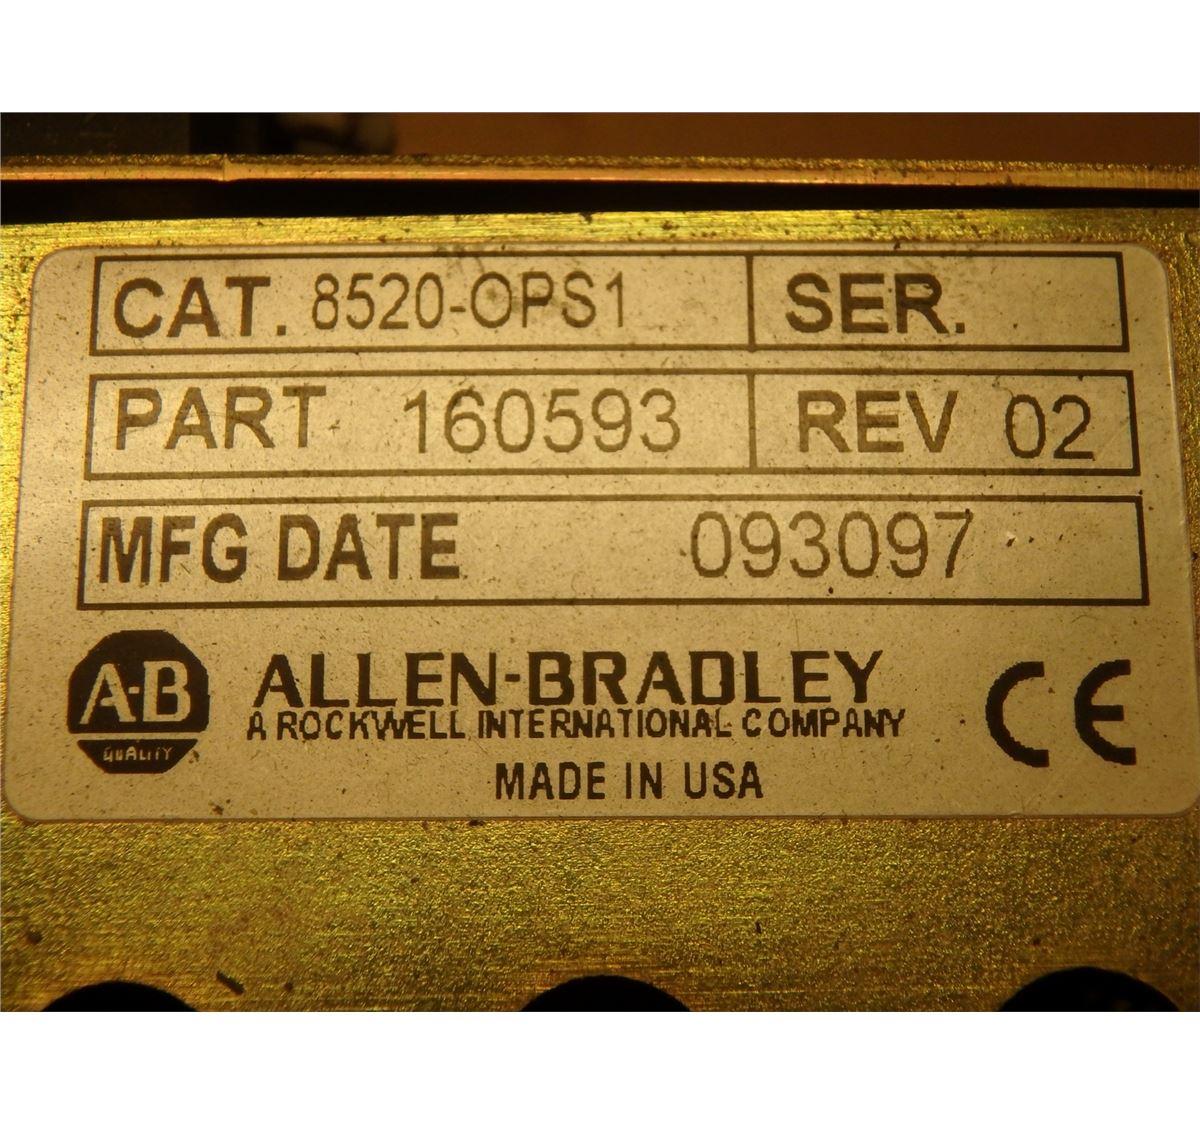 CAT. 8520-OPS1 SER.
PART 160593 REV 02
MFG DATE 093097
A-B
QUALITY
ALLEN-BRADLEY
A ROCKWELL INTERNATIONAL COMPANY
MADE IN USA
CE